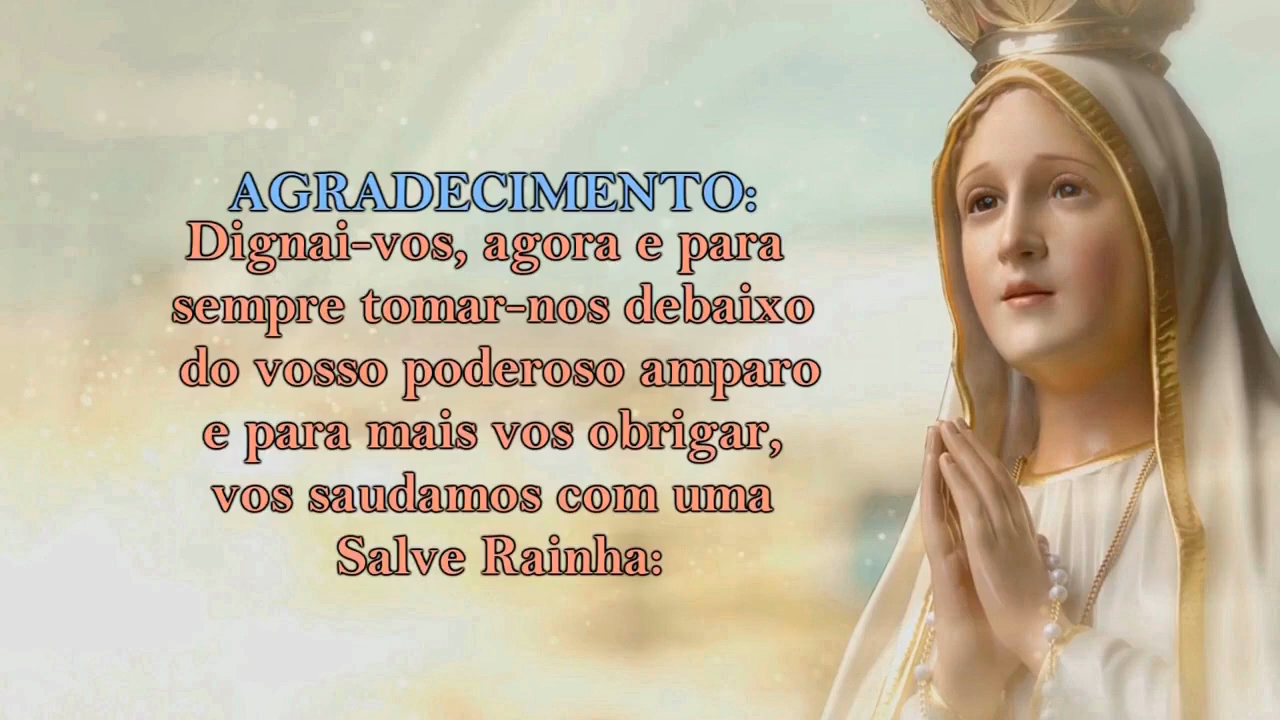 AGRADECIMENTO:
Dignai-vos, agora e para
sempre tomar-nos debaixo
do vosso poderoso amparo
e para mais vos obrigar,
vos saudamos com uma
Salve Rainha: